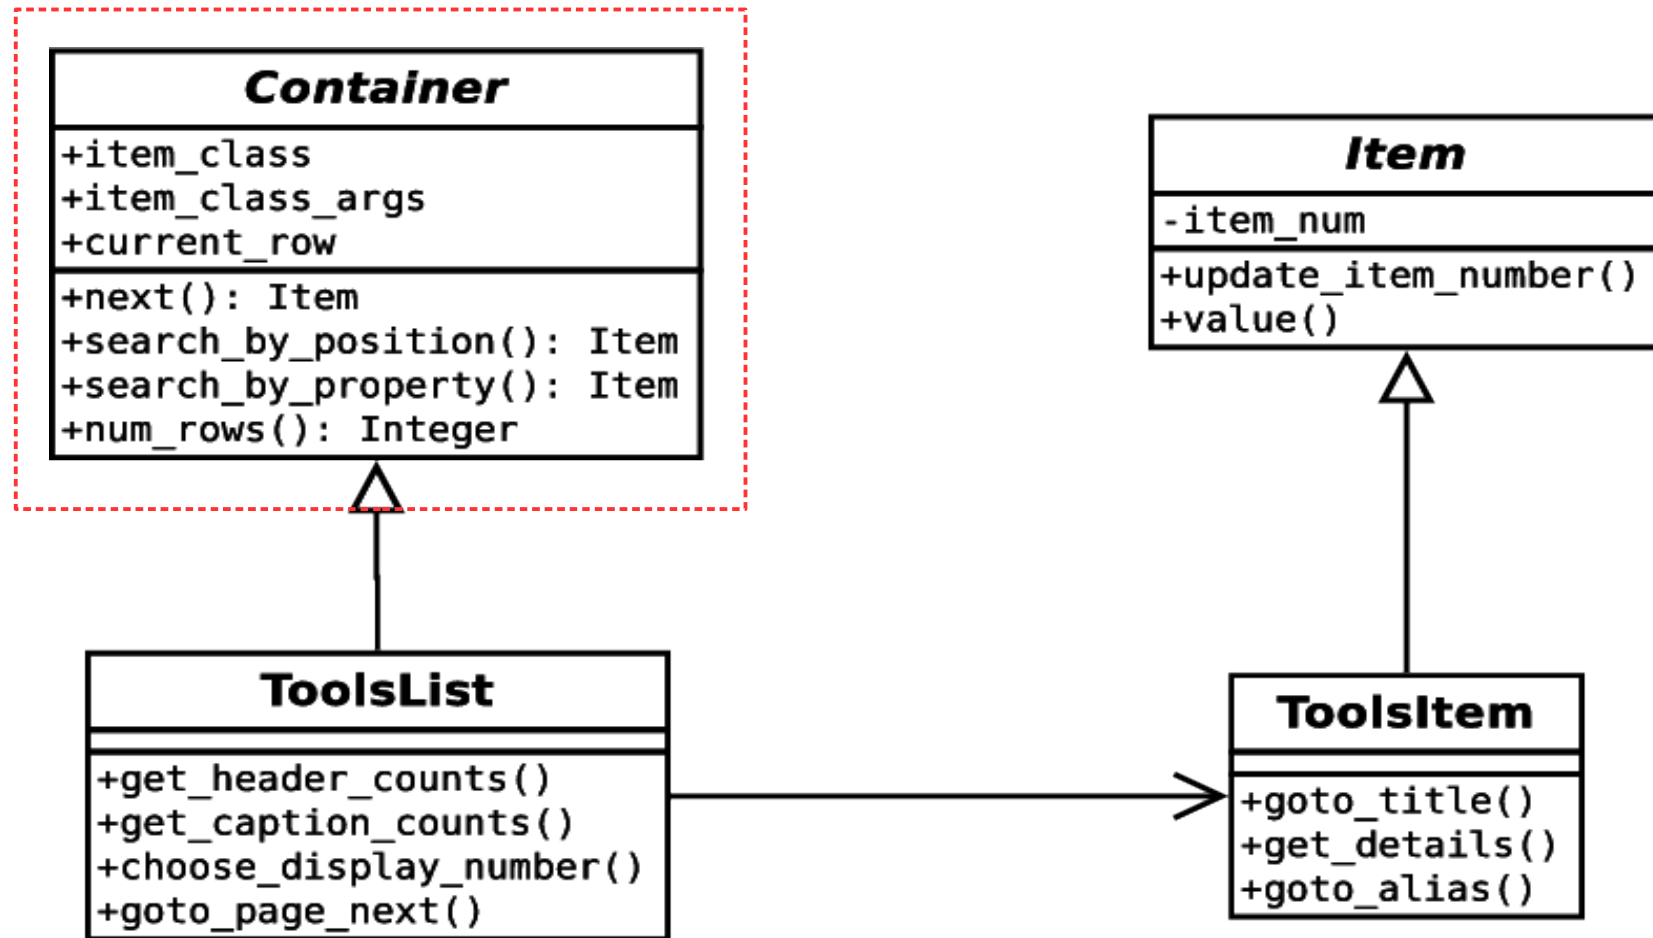 Container
+item_class
+item_class_args
+current_row
+next(): Item
+search_by_position(): Item
+search_by_property(): Item
+num_rows(): Integer
Item
-item_num
+update_item_number()
+value()
ToolsList
+get_header_counts()
+get_caption_counts()
+choose_display_number()
+goto_page_next()
ToolsItem
+goto_title()
+get_details()
+goto_alias()